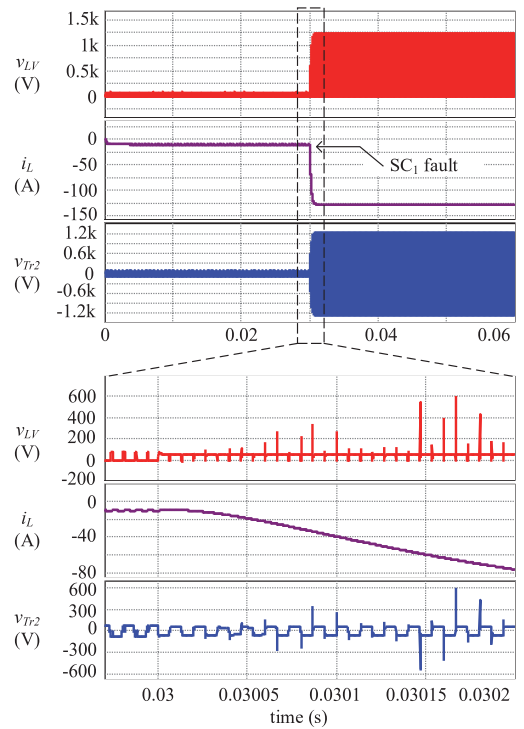 1.5k
1k
0.5k
0
v_LV
(V)
0
-50
-100
-150
i_L
(A)
SC₁ fault
1.2k
0.6k
0
-0.6k
-1.2k
v_Tr2
(V)
0 0.02 0.04 0.06
600
400
200
0
-200
v_LV
(V)
0
-40
-80
i_L
(A)
600
300
0
-300
-600
v_Tr2
(V)
0.03 0.03005 0.0301 0.03015 0.0302
time (s)